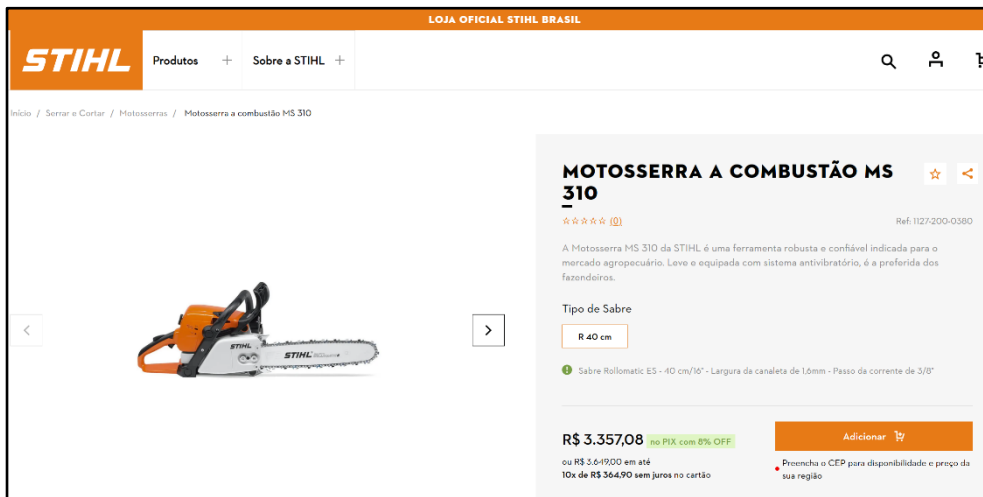 LOJA OFICIAL STIHL BRASIL
STIHL
Produtos + Sobre a STIHL +
Início / Serrar e Cortar / Motosserras / Motosserra a combustão MS 310
MOTOSSERRA A COMBUSTÃO MS
310
(0) Ref: 1127-200-0380
A Motosserra MS 310 da STIHL é uma ferramenta robusta e confiável indicada para o
mercado agropecuário. Leve e equipada com sistema antivibratório, é a preferida dos
fazendeiros.
Tipo de Sabre
R 40 cm
Sabre Rollomatic ES - 40 cm/16" - Largura da canaleta de 1,6mm - Passo da corrente de 3/8"
STIHL
STIHL
R$ 3.357,08 no PIX com 8% OFF
ou R$ 3.649,00 em até
10x de R$ 364,90 sem juros no cartão
Adicionar
Preencha o CEP para disponibilidade e preço da
sua região